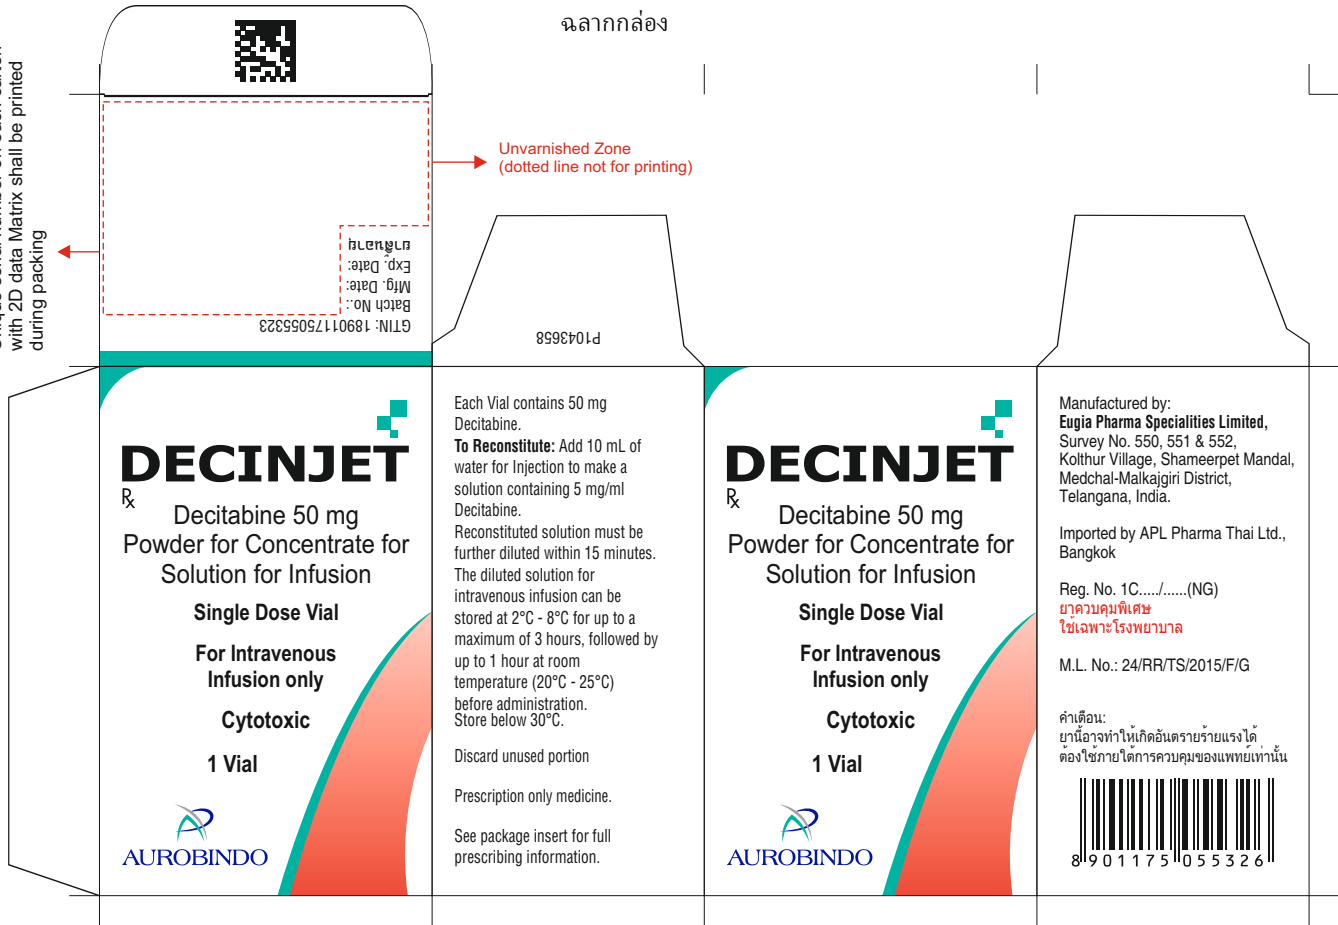 ฉลากกล่อง
with 2D data Matrix shall be printed
during packing
Unvarnished Zone
(dotted line not for printing)
GTIN: 18901175055323
Batch No.:
Mfg. Date:
Exp. Date:
ยาสิ้นอายุ
P1043658
DECINJET
Rx
Decitabine 50 mg
Powder for Concentrate for
Solution for Infusion
Single Dose Vial
For Intravenous
Infusion only
Cytotoxic
1 Vial
AUROBINDO
Each Vial contains 50 mg
Decitabine.
To Reconstitute: Add 10 mL of
water for Injection to make a
solution containing 5 mg/ml
Decitabine.
Reconstituted solution must be
further diluted within 15 minutes.
The diluted solution for
intravenous infusion can be
stored at 2°C - 8°C for up to a
maximum of 3 hours, followed by
up to 1 hour at room
temperature (20°C - 25°C)
before administration.
Store below 30°C.
Discard unused portion
Prescription only medicine.
See package insert for full
prescribing information.
DECINJET
Rx
Decitabine 50 mg
Powder for Concentrate for
Solution for Infusion
Single Dose Vial
For Intravenous
Infusion only
Cytotoxic
1 Vial
AUROBINDO
Manufactured by:
Eugia Pharma Specialities Limited,
Survey No. 550, 551 & 552,
Kolthur Village, Shameerpet Mandal,
Medchal-Malkajgiri District,
Telangana, India.
Imported by APL Pharma Thai Ltd.,
Bangkok
Reg. No. 1C...../......(NG)
ยาควบคุมพิเศษ
ใช้เฉพาะโรงพยาบาล
M.L. No.: 24/RR/TS/2015/F/G
คำเตือน:
ยานี้อาจทำให้เกิดอันตรายร้ายแรงได้
ต้องใช้ภายใต้การควบคุมของแพทย์เท่านั้น
8 901175 055326